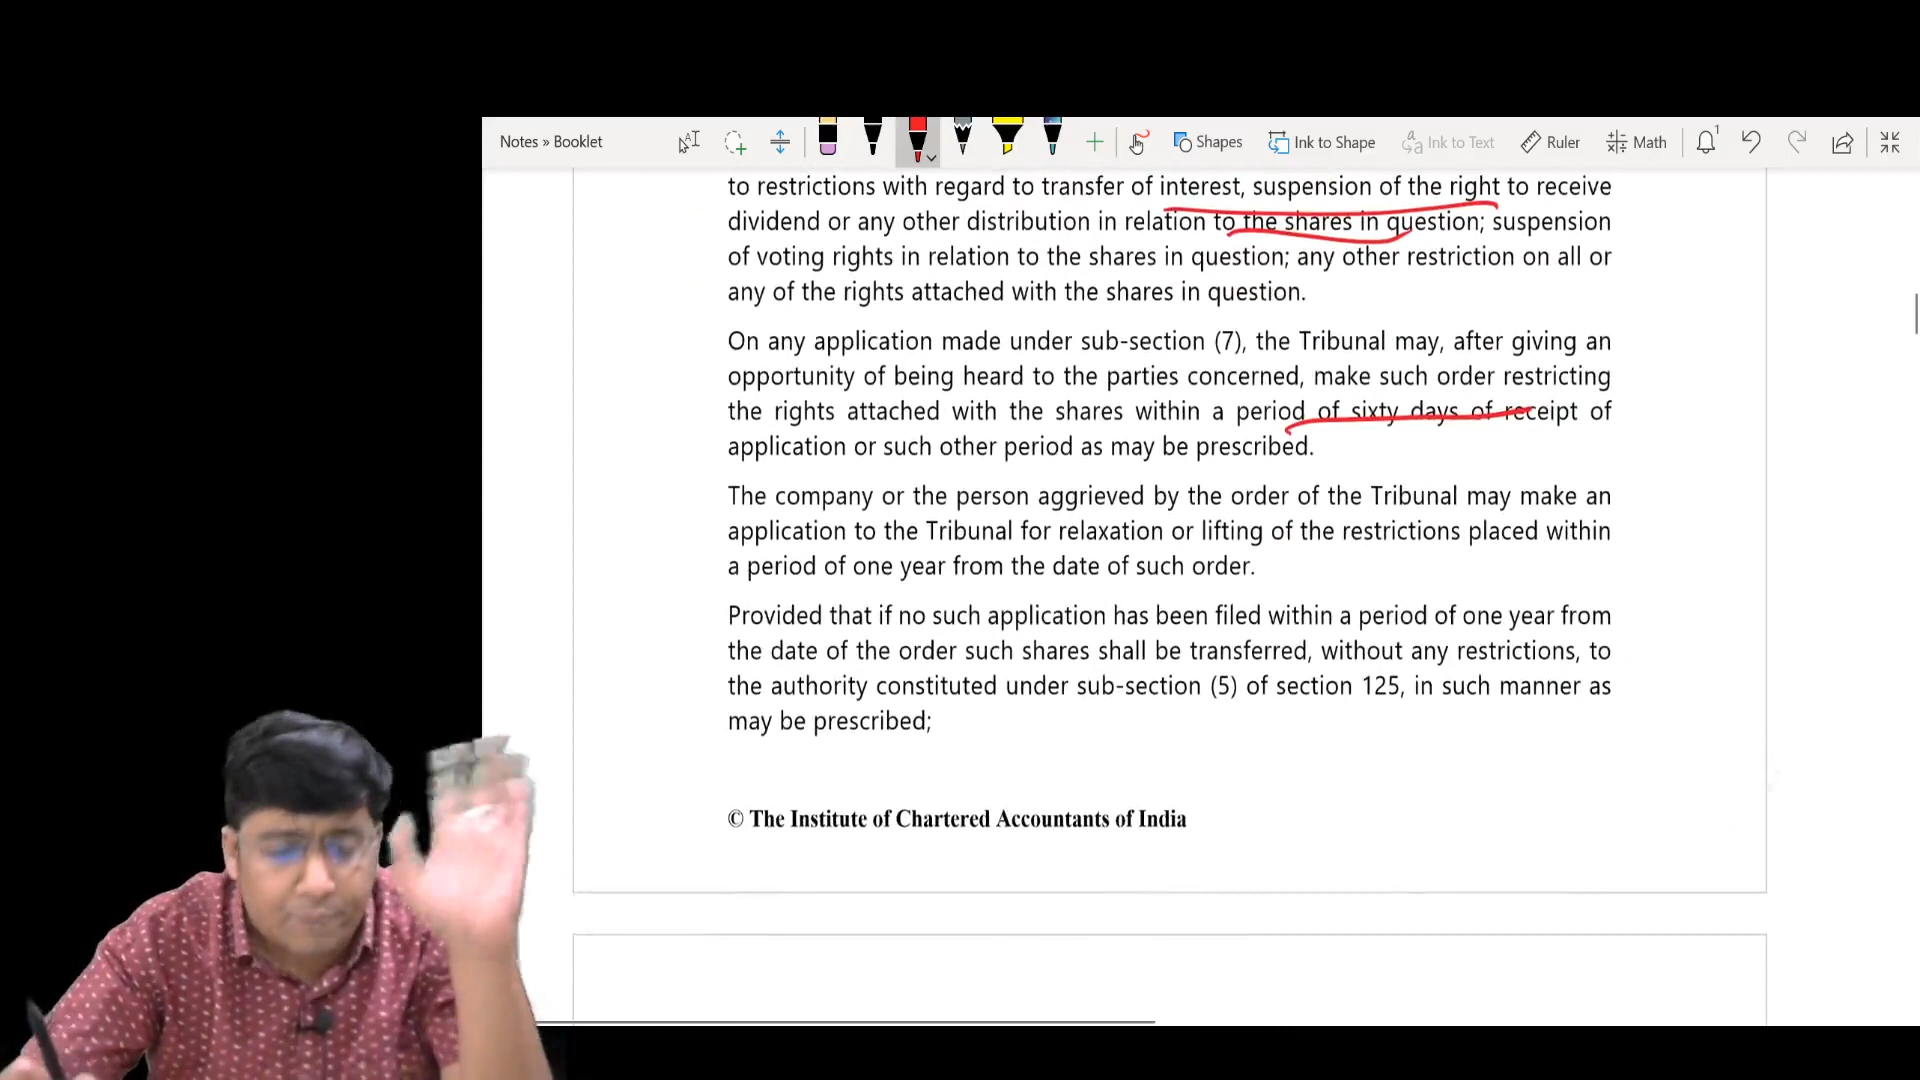 Notes » Booklet
Shapes
Ink to Shape
Ink to Text
Ruler
Math
1
to restrictions with regard to transfer of interest, suspension of the right to receive
dividend or any other distribution in relation to the shares in question; suspension
of voting rights in relation to the shares in question; any other restriction on all or
any of the rights attached with the shares in question.
On any application made under sub-section (7), the Tribunal may, after giving an
opportunity of being heard to the parties concerned, make such order restricting
the rights attached with the shares within a period of sixty days of receipt of
application or such other period as may be prescribed.
The company or the person aggrieved by the order of the Tribunal may make an
application to the Tribunal for relaxation or lifting of the restrictions placed within
a period of one year from the date of such order.
Provided that if no such application has been filed within a period of one year from
the date of the order such shares shall be transferred, without any restrictions, to
the authority constituted under sub-section (5) of section 125, in such manner as
may be prescribed;
© The Institute of Chartered Accountants of India